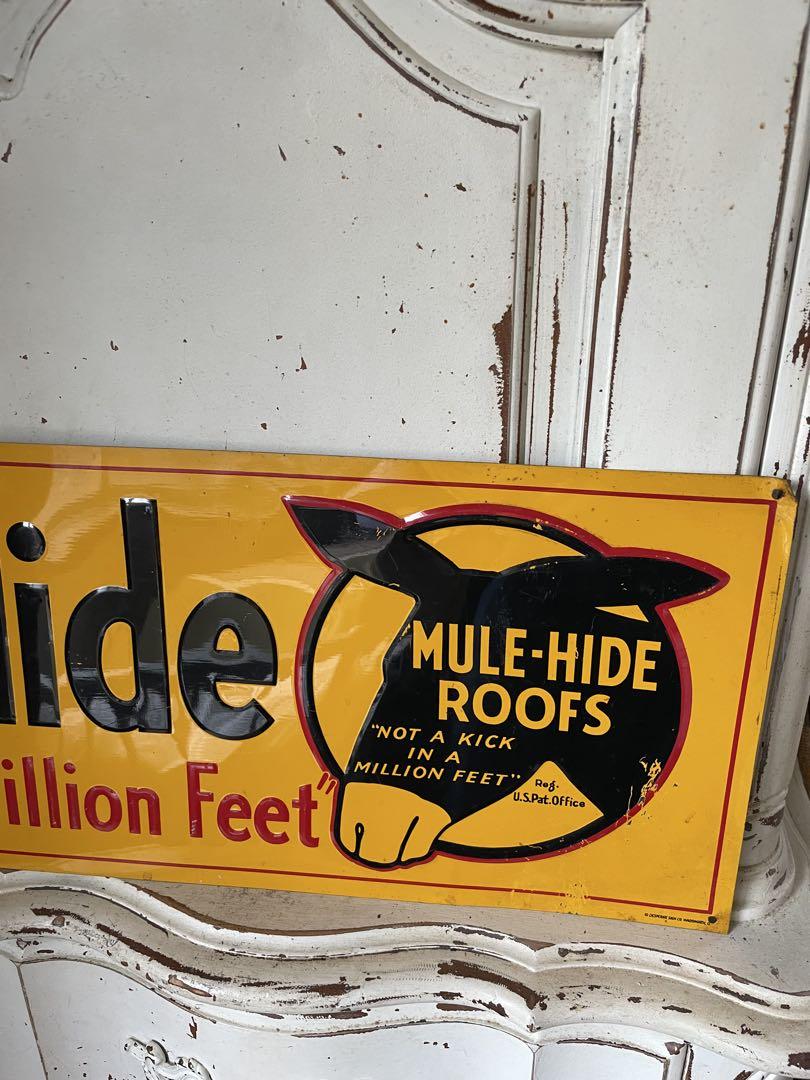 ide
illion Feet"
MULE-HIDE
ROOFS
"NOT A KICK
IN A
MILLION FEET"
Reg.
U.S.Pat.Office